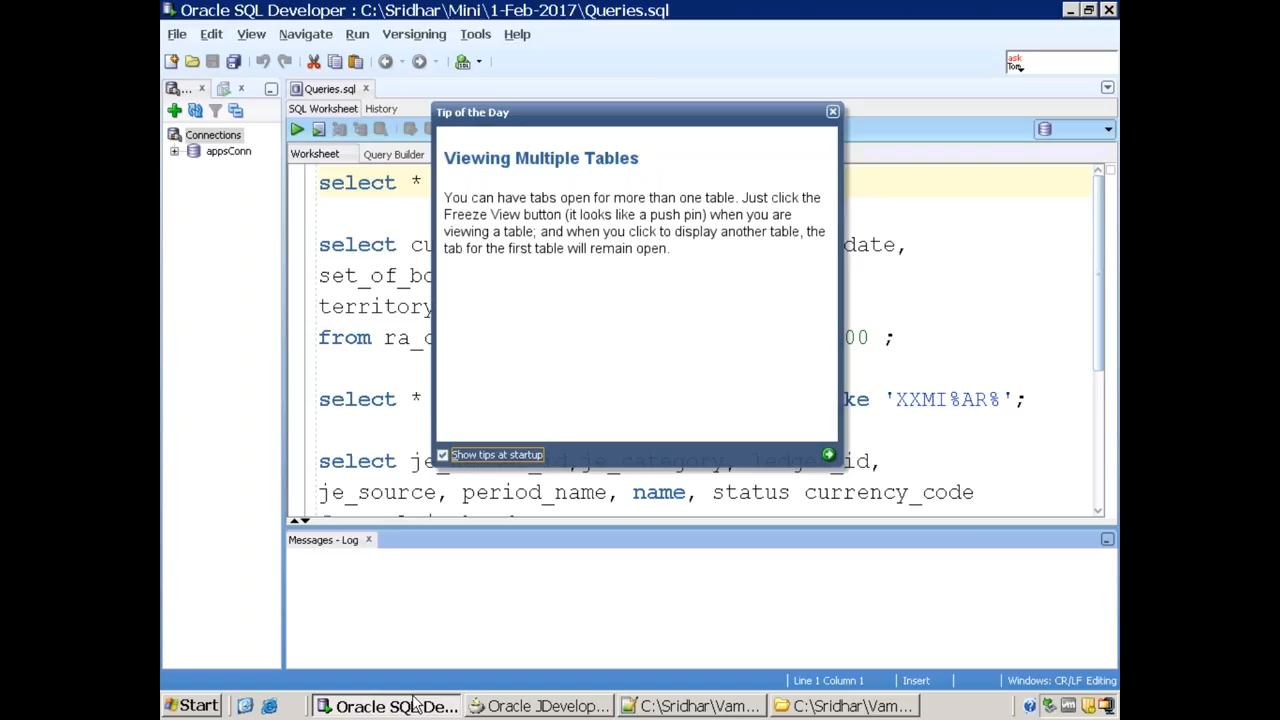 Oracle SQL Developer : C:\Sridhar\Mini\1-Feb-2017\Queries.sql
File Edit View Navigate Run Versioning Tools Help
ask
Tom
... Queries.sql
SQL Worksheet History
Tip of the Day
Connections
appsConn
Worksheet Query Builder
Viewing Multiple Tables
You can have tabs open for more than one table. Just click the
Freeze View button (it looks like a push pin) when you are
viewing a table; and when you click to display another table, the
tab for the first table will remain open.
select *
select cu date,
set_of_bo
territory
from ra_c 00 ;
select * ke 'XXMI%AR%';
Show tips at startup
select je je_category, ledger_id,
je_source, period_name, name, status currency_code
Messages - Log
Line 1 Column 1 Insert Windows: CR/LF Editing
Start Oracle SQL De... Oracle JDevelop... C:\Sridhar\Vam... C:\Sridhar\Vam...